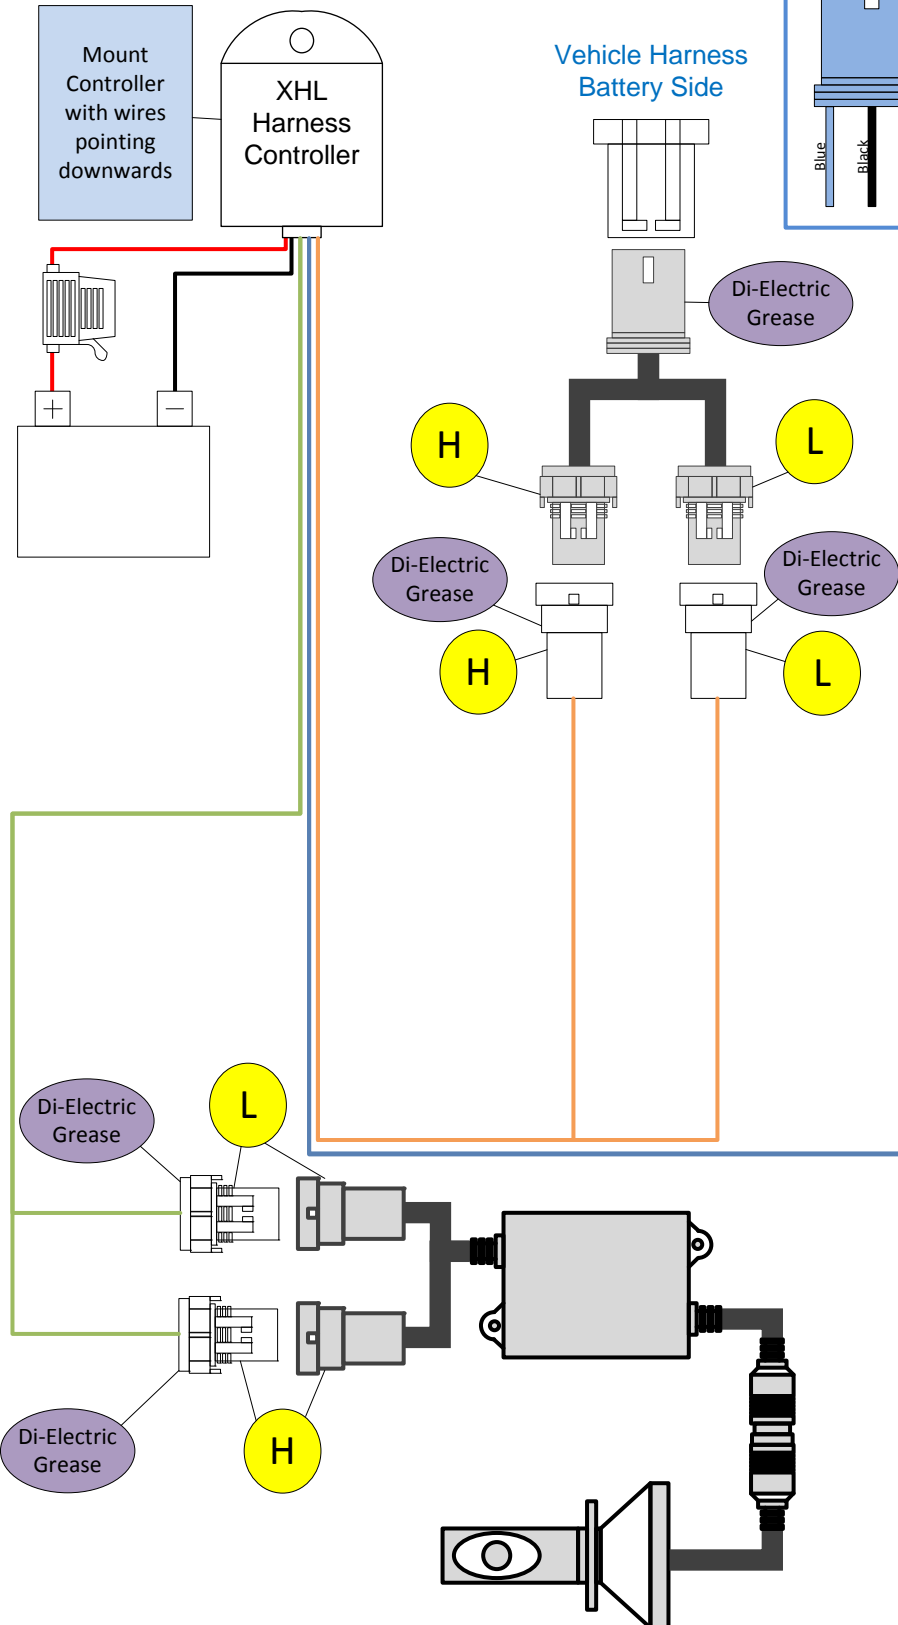 Mount
Controller
with wires
pointing
downwards
XHL
Harness
Controller
Vehicle Harness
Battery Side
Blue
Black
Di-Electric
Grease
+
−
H
L
Di-Electric
Grease
Di-Electric
Grease
H
L
Di-Electric
Grease
L
Di-Electric
Grease
H